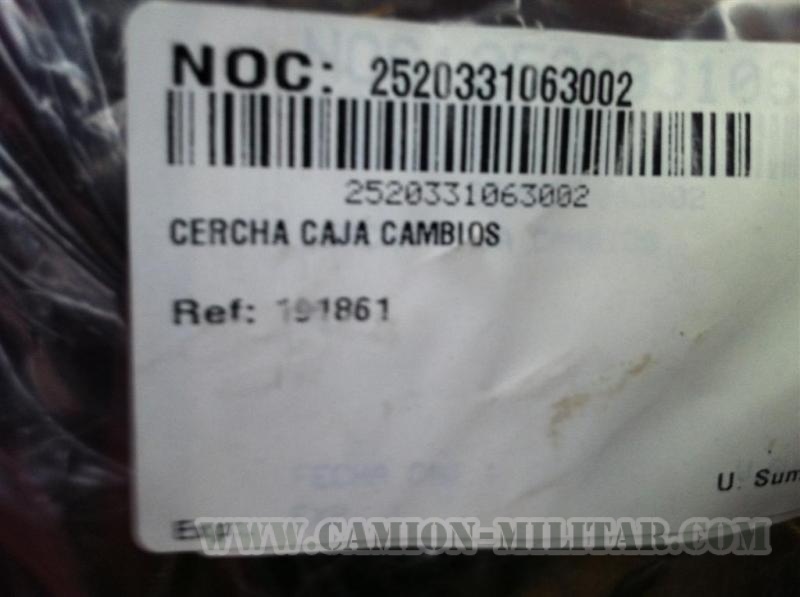 NOC: 2520331063002
2520331063002
CERCHA CAJA CAMBIOS
Ref: 191861
U. Sum
WWW.CAMION-MILITAR.COM